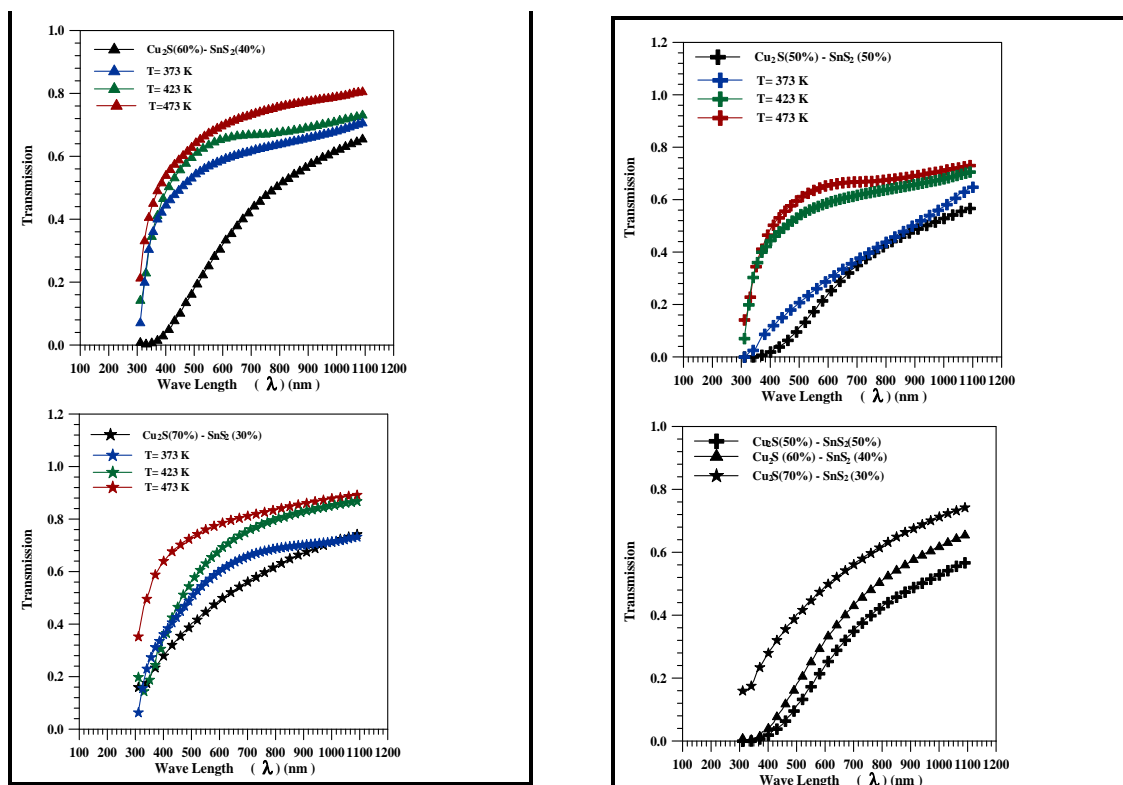 1.0
0.8
0.6
0.4
0.2
0.0
Transmission
Cu₂S(60%)- SnS₂(40%)
T= 373 K
T= 423 K
T=473 K
100 200 300 400 500 600 700 800 900 1000 1100 1200
Wave Length ( λ ) (nm )
1.2
1.0
0.8
0.6
0.4
0.2
0.0
Transmission
Cu₂S(50%) - SnS₂ (50%)
T= 373 K
T= 423 K
T= 473 K
100 200 300 400 500 600 700 800 900 1000 1100 1200
Wave Length ( λ ) (nm )
1.2
1.0
0.8
0.6
0.4
0.2
0.0
Transmission
Cu₂S(70%) - SnS₂ (30%)
T= 373 K
T= 423 K
T= 473 K
100 200 300 400 500 600 700 800 900 1000 1100 1200
Wave Length ( λ ) (nm )
1.0
0.8
0.6
0.4
0.2
0.0
Transmission
Cu₂S(50%) - SnS₂(50%)
Cu₂S (60%) - SnS₂ (40%)
Cu₂S(70%) - SnS₂ (30%)
100 200 300 400 500 600 700 800 900 1000 1100 1200
Wave Length ( λ ) (nm )